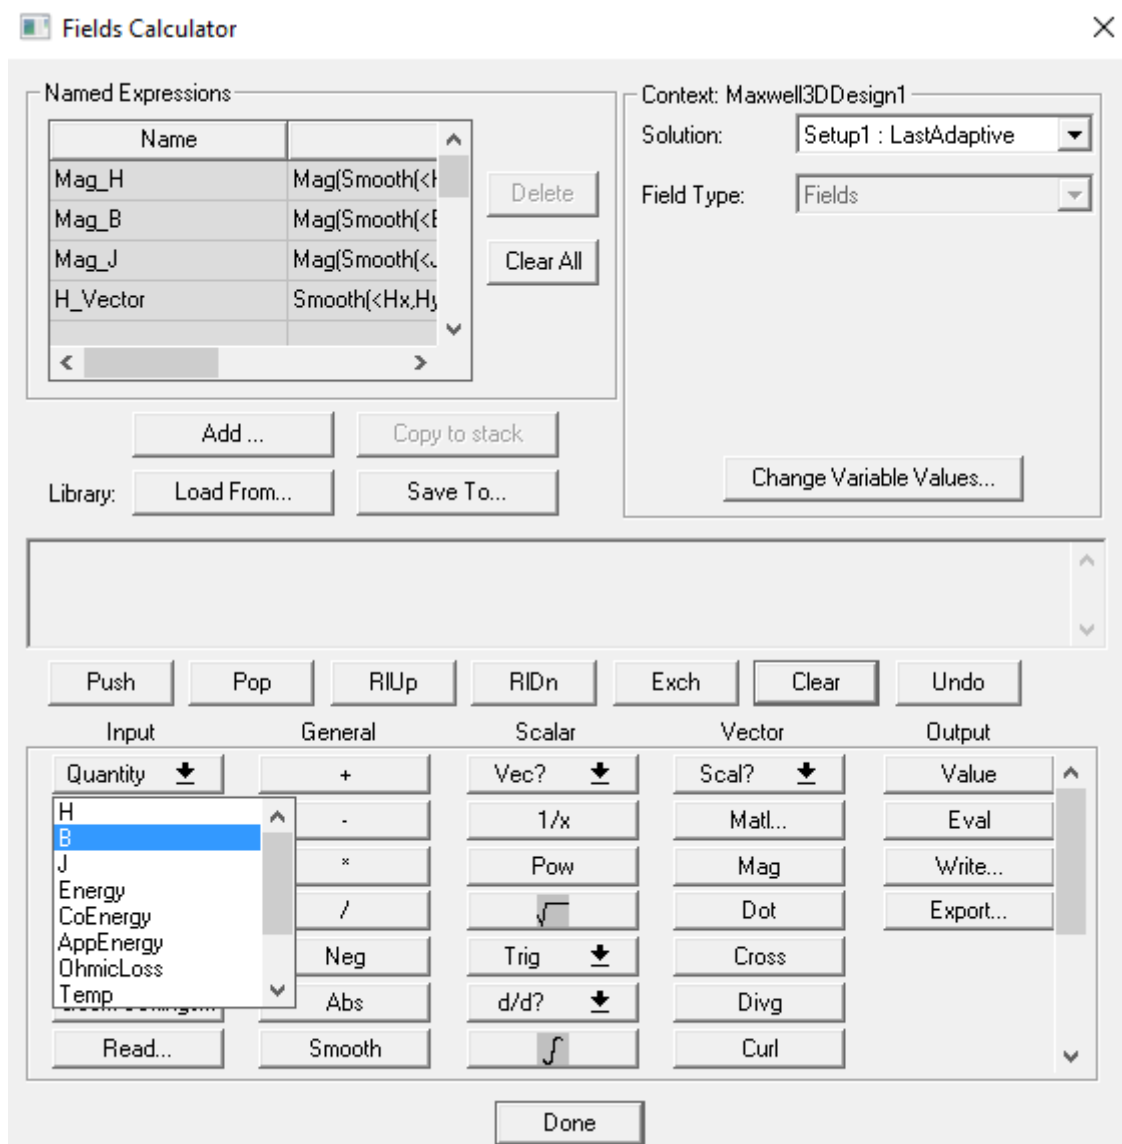 Fields Calculator
Named Expressions
Name
Mag_H Mag(Smooth(<H
Mag_B Mag(Smooth(<B
Mag_J Mag(Smooth(<J
H_Vector Smooth(<Hx,Hy
Delete
Clear All
Context: Maxwell3DDesign1
Solution: Setup1 : LastAdaptive
Field Type: Fields
Add ... Copy to stack
Library: Load From... Save To...
Change Variable Values...
Push Pop RlUp RlDn Exch Clear Undo
Input General Scalar Vector Output
Quantity + Vec? Scal? Value
H
B - 1/x Matl... Eval
J * Pow Mag Write...
Energy
CoEnergy / Dot Export...
AppEnergy
OhmicLoss Neg Trig Cross
Temp Abs d/d? Divg
Read... Smooth ∫ Curl
Done